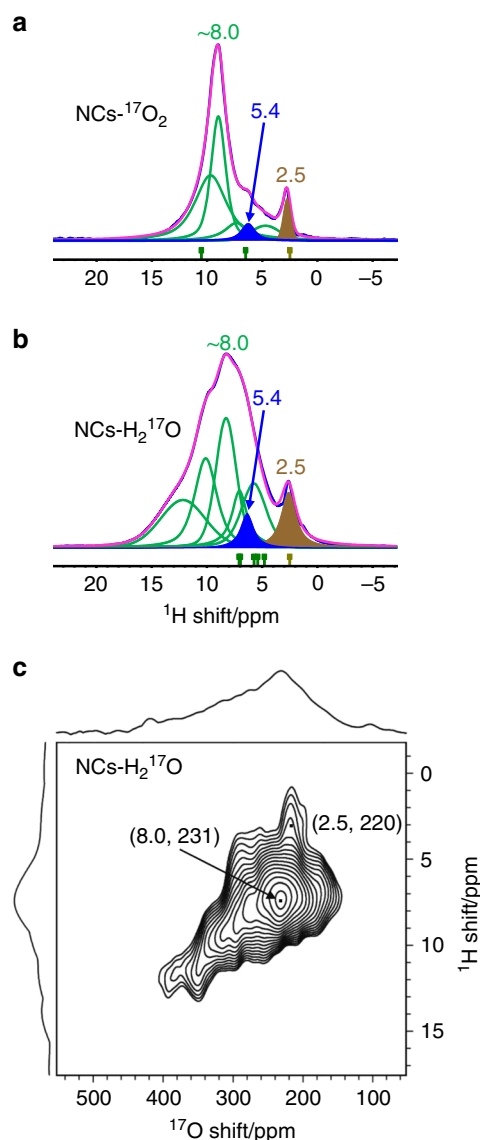 a
~8.0
NCs-¹⁷O₂
5.4
2.5
20 15 10 5 0 –5
b
~8.0
NCs-H₂¹⁷O
5.4
2.5
20 15 10 5 0 –5
¹H shift/ppm
c
NCs-H₂¹⁷O
0
(8.0, 231)
(2.5, 220)
5
10
15
¹H shift/ppm
500 400 300 200 100
¹⁷O shift/ppm